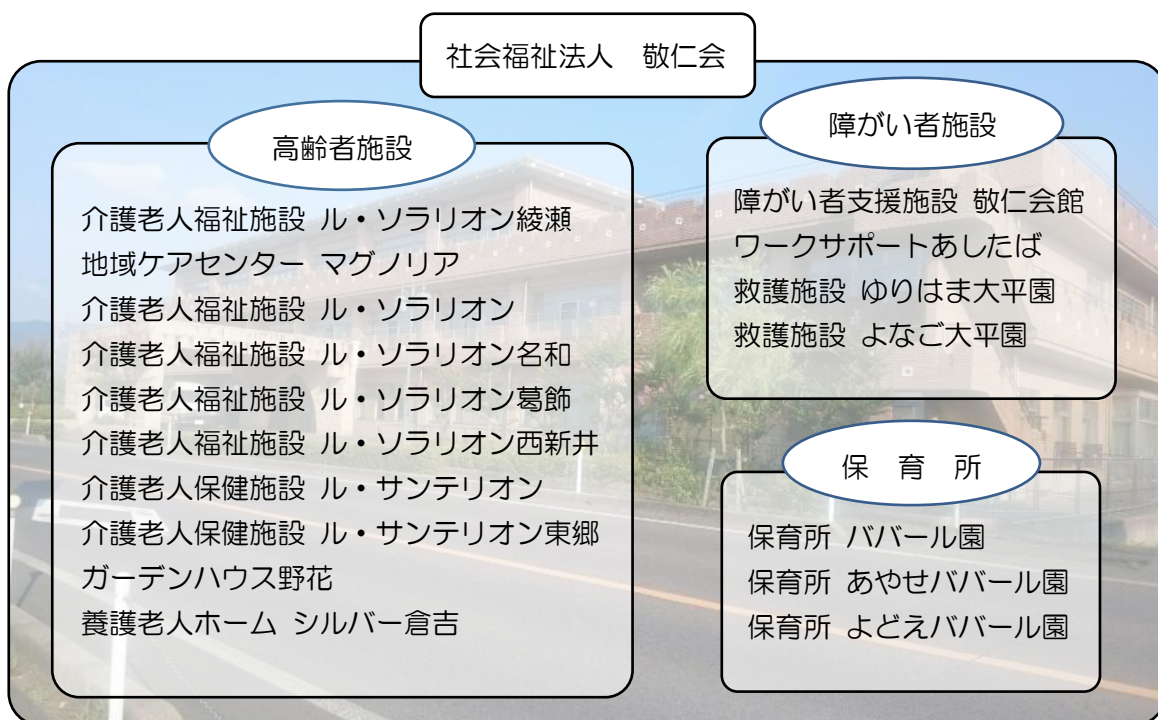 社会福祉法人　敬仁会
高齢者施設
介護老人福祉施設 ル・ソラリオン綾瀬
地域ケアセンター マグノリア
介護老人福祉施設 ル・ソラリオン
介護老人福祉施設 ル・ソラリオン名和
介護老人福祉施設 ル・ソラリオン葛飾
介護老人福祉施設 ル・ソラリオン西新井
介護老人保健施設 ル・サンテリオン
介護老人保健施設 ル・サンテリオン東郷
ガーデンハウス野花
養護老人ホーム シルバー倉吉
障がい者施設
障がい者支援施設 敬仁会館
ワークサポートあしたば
救護施設 ゆりはま大平園
救護施設 よなご大平園
保　育　所
保育所 ババール園
保育所 あやせババール園
保育所 よどえババール園